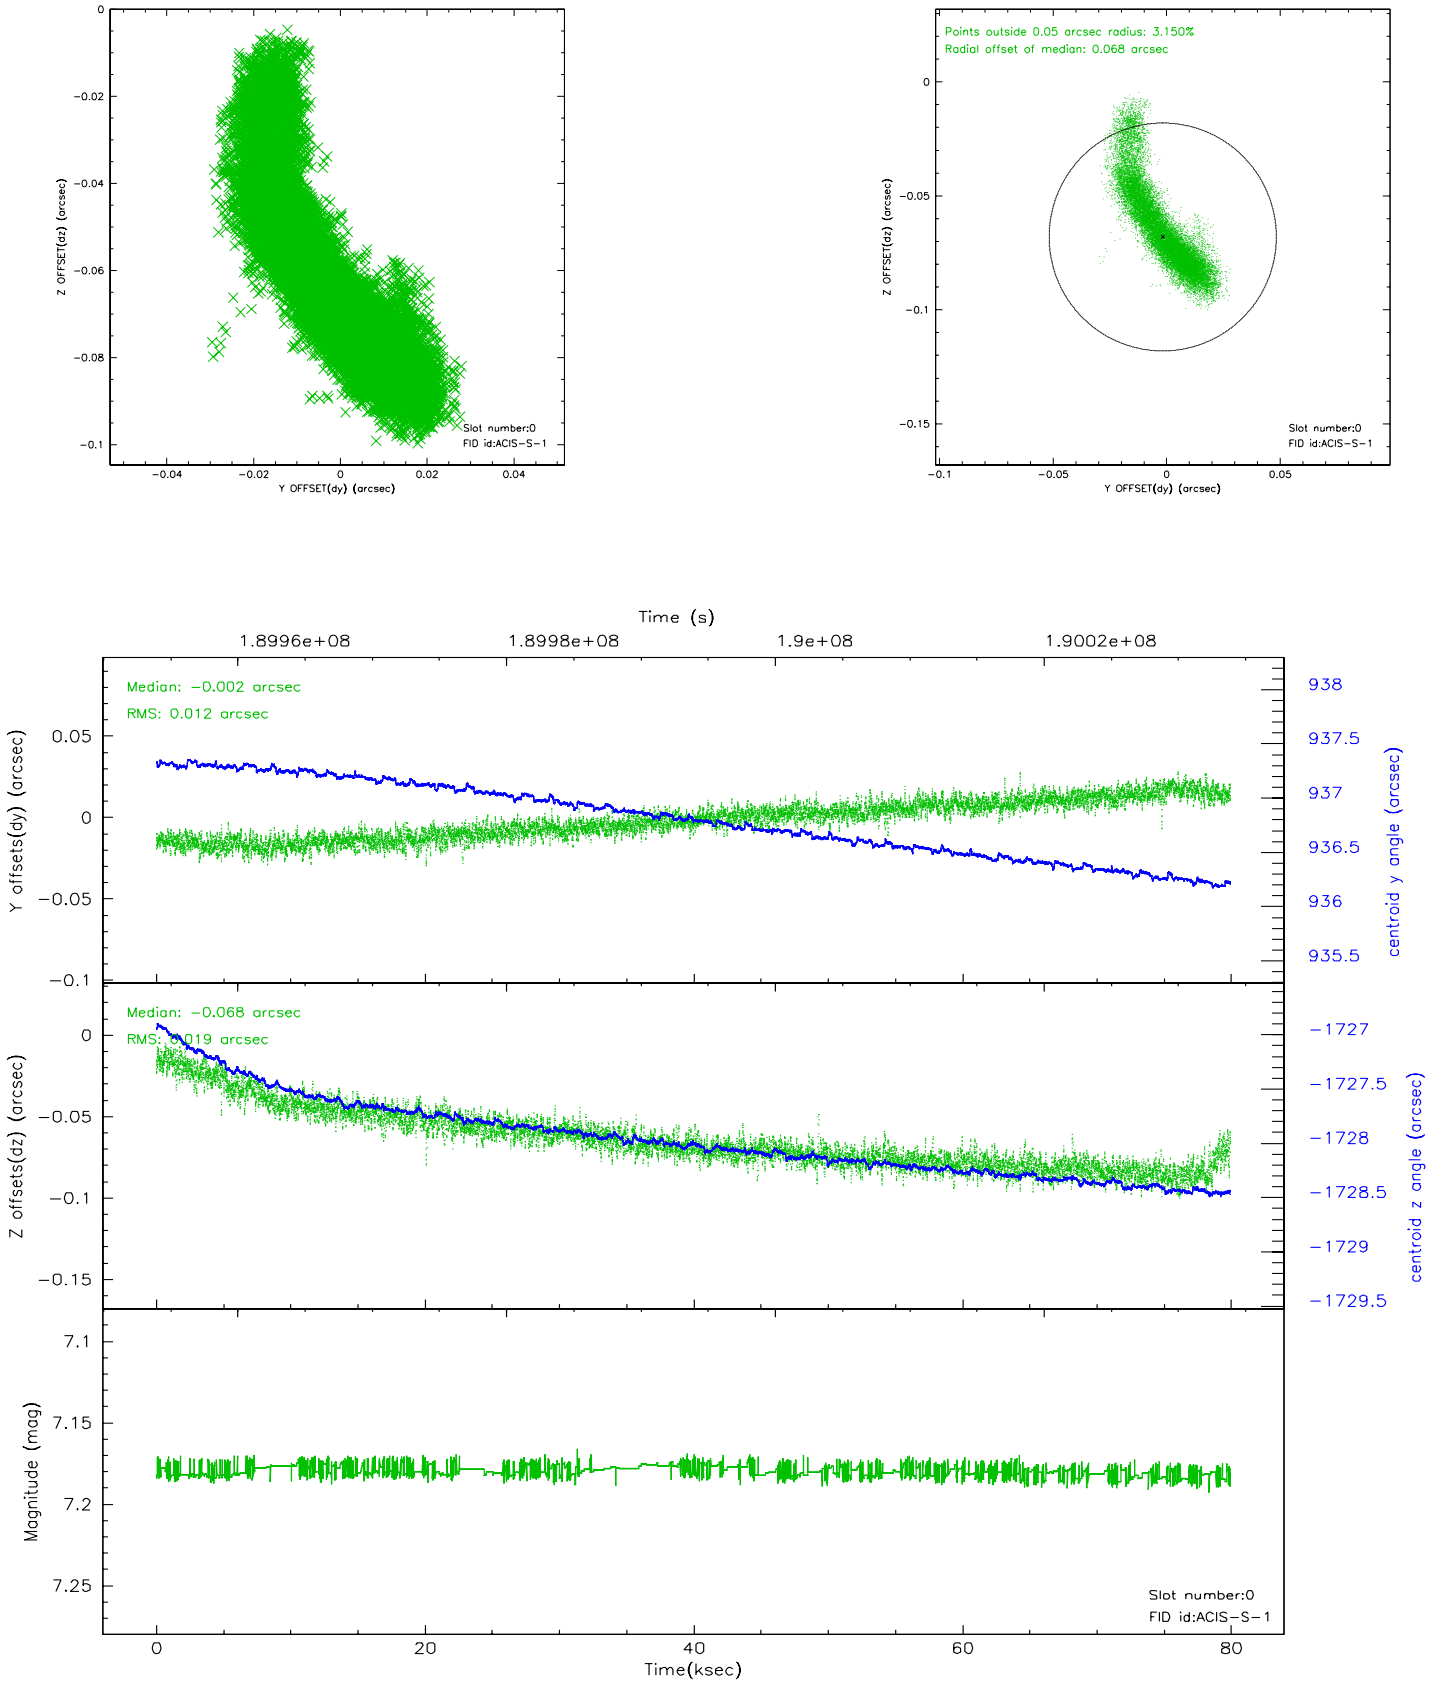 0
-0.02
-0.04
-0.06
-0.08
-0.1
Z OFFSET(dz) (arcsec)
Slot number:0
FID id:ACIS-S-1
-0.04
-0.02
0
0.02
0.04
Y OFFSET(dy) (arcsec)
Points outside 0.05 arcsec radius: 3.150%
Radial offset of median: 0.068 arcsec
0
-0.05
-0.1
-0.15
Z OFFSET(dz) (arcsec)
Slot number:0
FID id:ACIS-S-1
-0.1
-0.05
0
0.05
Y OFFSET(dy) (arcsec)
Time (s)
1.8996e+08
1.8998e+08
1.9e+08
1.9002e+08
Median: -0.002 arcsec
RMS: 0.012 arcsec
0.05
0
-0.05
-0.1
Y offsets(dy) (arcsec)
938
937.5
937
936.5
936
935.5
centroid y angle (arcsec)
Median: -0.068 arcsec
RMS: 0.019 arcsec
0
-0.05
-0.1
-0.15
Z offsets(dz) (arcsec)
-1727
-1727.5
-1728
-1728.5
-1729
-1729.5
centroid z angle (arcsec)
7.1
7.15
7.2
7.25
Magnitude (mag)
Slot number:0
FID id:ACIS-S-1
0
20
40
60
80
Time(ksec)